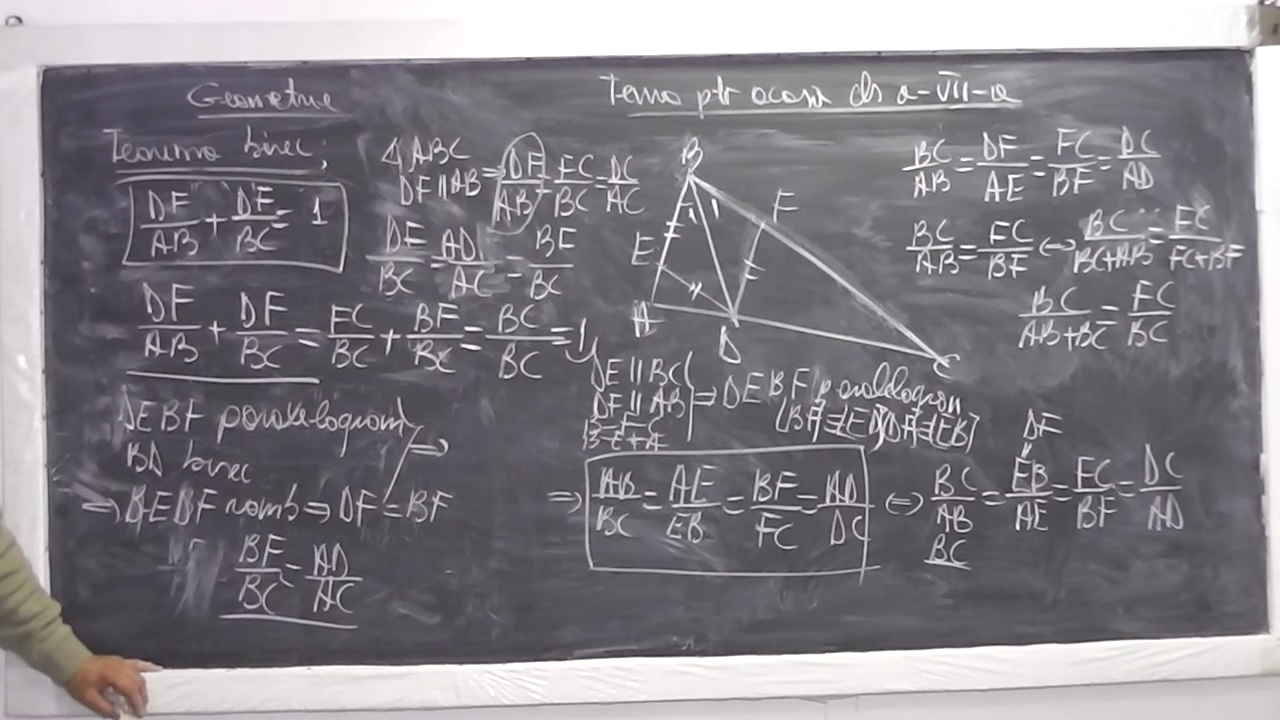 Geometrie
Tema ptr acasă cls a-VII-a
Teorema bisec;
DF/AB + DF/BC = 1
△ ABC
DF ∥ AB ⇒ DF/AB = FC/BC = DC/AC
DF/BC = AD/AC = BF/BC
DF/AB + DF/BC = FC/BC + BF/BC = BC/BC = 1
DEBF paralelogram
BD bisec
⇒ DEBF romb ⇒ DF = BF
BF/BC = AD/AC
B
E
F
A
D
C
DE ∥ BC
DF ∥ AB
⇒ DEBF paralelogram
[BF] ≡ [ED] [DF] ≡ [EB]
⇒ AB/BC = AE/EB = BF/FC = AD/DC ⇔ BC/AB = EB/AE = FC/BF = DC/AD
DF
BC
BC/AB = DF/AE = FC/BF = DC/AD
BC/AB = FC/BF ⇔ BC/BC+AB = FC/FC+BF
BC/AB+BC = FC/BC